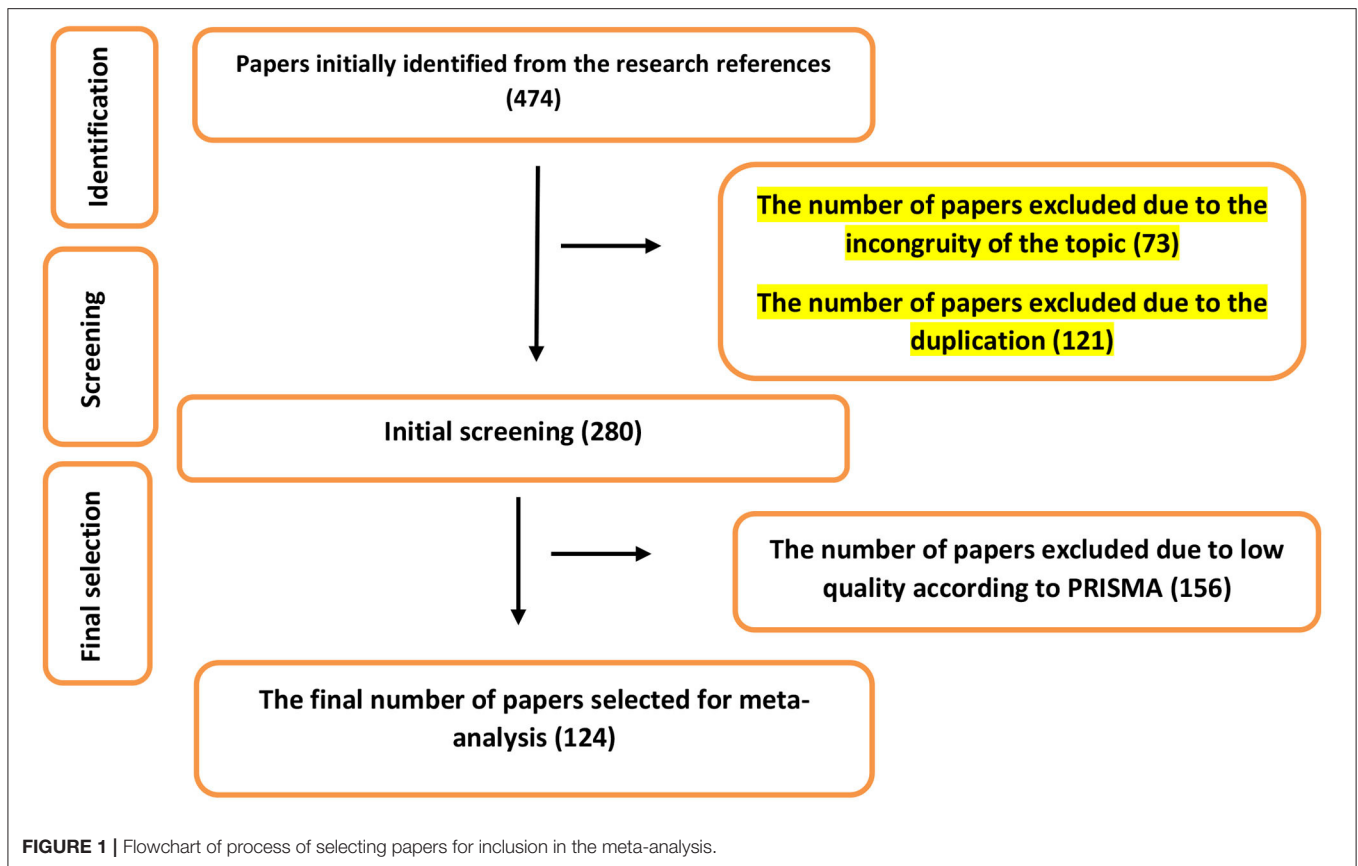 Identification
Papers initially identified from the research references
(474)
The number of papers excluded due to the
incongruity of the topic (73)
The number of papers excluded due to the
duplication (121)
Screening
Initial screening (280)
Final selection
The number of papers excluded due to low
quality according to PRISMA (156)
The final number of papers selected for meta-
analysis (124)
FIGURE 1 | Flowchart of process of selecting papers for inclusion in the meta-analysis.